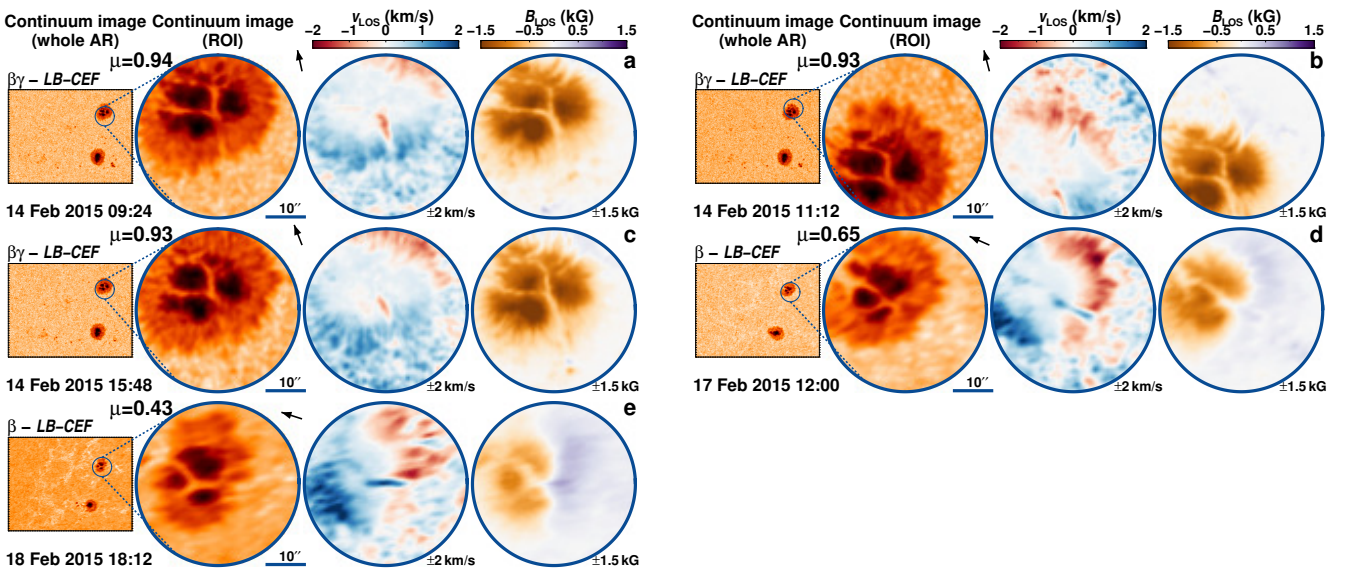 Continuum image Continuum image
(whole AR) (ROI)
v LOS (km/s)
−2 −1 0 1 2
B LOS (kG)
−1.5 −0.5 0.5 1.5
a
μ=0.94
βγ − LB−CEF
14 Feb 2015 09:24
10″
±2 km/s
±1.5 kG
Continuum image Continuum image
(whole AR) (ROI)
v LOS (km/s)
−2 −1 0 1 2
B LOS (kG)
−1.5 −0.5 0.5 1.5
b
μ=0.93
βγ − LB−CEF
14 Feb 2015 11:12
10″
±2 km/s
±1.5 kG
c
μ=0.93
βγ − LB−CEF
14 Feb 2015 15:48
10″
±2 km/s
±1.5 kG
d
μ=0.65
β − LB−CEF
17 Feb 2015 12:00
10″
±2 km/s
±1.5 kG
e
μ=0.43
β − LB−CEF
18 Feb 2015 18:12
10″
±2 km/s
±1.5 kG